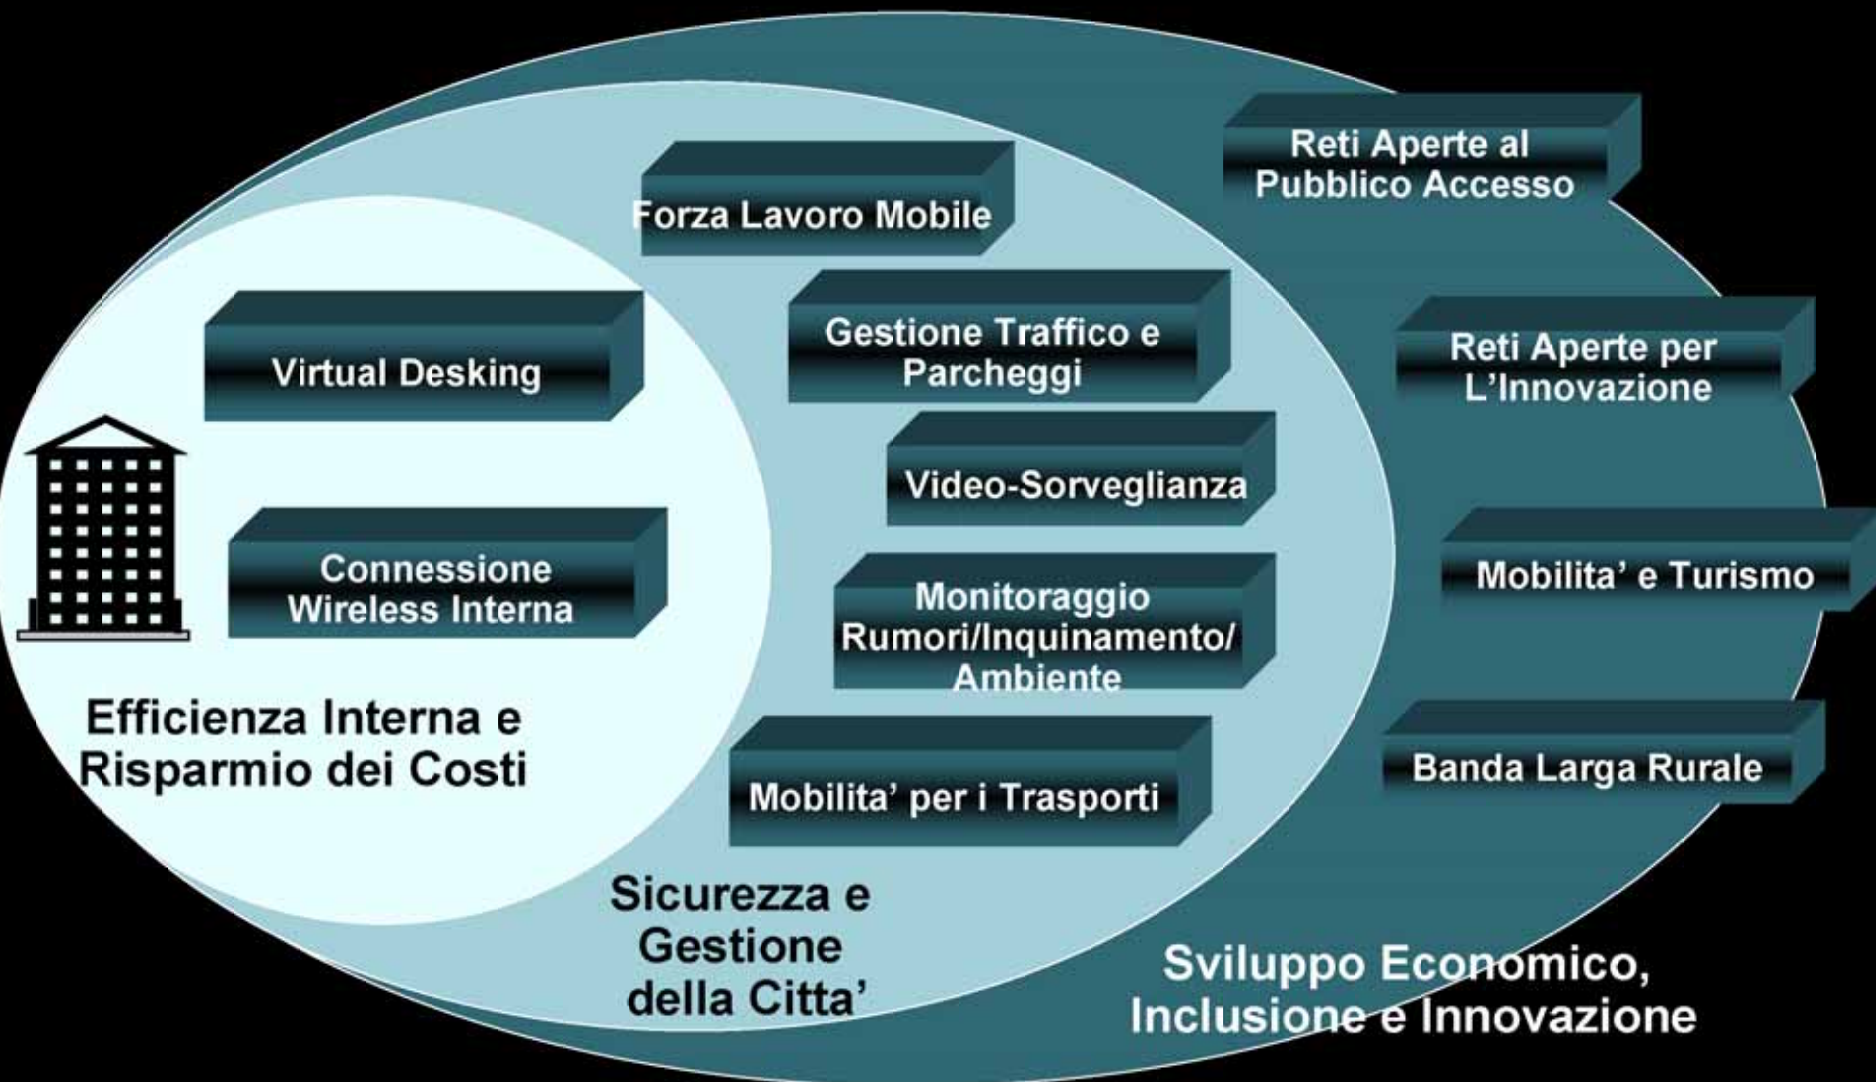 Virtual Desking
Connessione
Wireless Interna
Efficienza Interna e
Risparmio dei Costi
Forza Lavoro Mobile
Gestione Traffico e
Parcheggi
Video-Sorveglianza
Monitoraggio
Rumori/Inquinamento/
Ambiente
Mobilita' per i Trasporti
Sicurezza e
Gestione
della Citta'
Reti Aperte al
Pubblico Accesso
Reti Aperte per
L'Innovazione
Mobilita' e Turismo
Banda Larga Rurale
Sviluppo Economico,
Inclusione e Innovazione